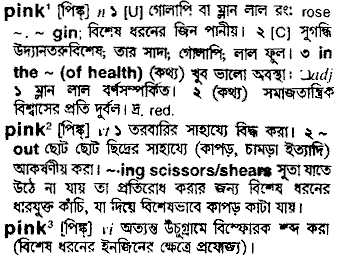 pink¹ [পিঙ্ক্] n ১ [U] গোলাপি বা ম্লান লাল রং: rose
~. ~ gin; বিশেষ ধরনের জিন পানীয়। ২ [C] সুগন্ধি
উদ্যানতরুবিশেষ; তার সাদা, গোলাপি, লাল ফুল। ৩ in
the ~ (of health) (কথ্য) খুব ভালো অবস্থা: □adj
১ ম্লান লাল বর্ণসম্পর্কিত। ২ (কথ্য) সমাজতান্ত্রিক
বিশ্বাসের প্রতি দুর্বল। দ্র. red.
pink² [পিঙ্ক্] vt ১ তরবারির সাহায্যে বিদ্ধ করা। ২ ~
out ছোট ছোট ছিদ্রের সাহায্যে (কাপড়, চামড়া ইত্যাদি)
আকর্ষণীয় করা। ~ing scissors/shears সুতা যাতে
উঠে না যায় তা প্রতিরোধ করার জন্য বিশেষ ধরনের
ধারযুক্ত কাঁচি, যা দিয়ে বিশেষভাবে কাপড় কাটা যায়।
pink³ [পিঙ্ক্] vi অত্যন্ত উঁচুগ্রামে বিস্ফোরক শব্দ করা
(বিশেষ ধরনের ইনজিনের ক্ষেত্রে প্রযোজ্য)।